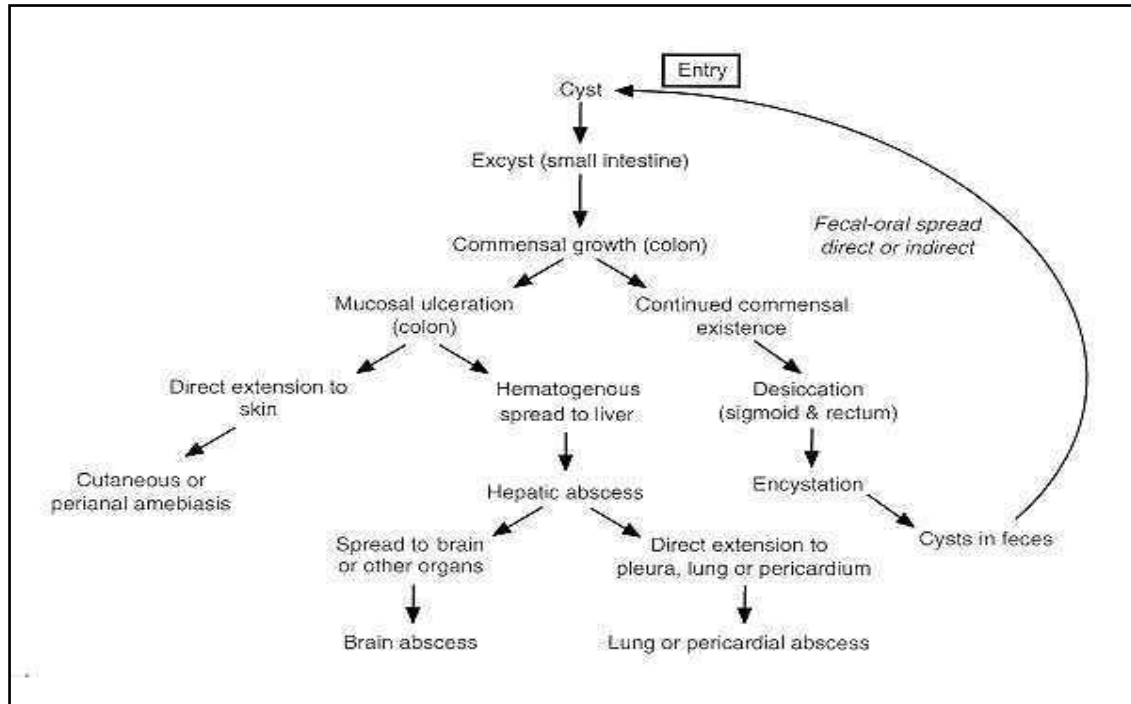 Entry
Cyst
Excyst (small intestine)
Fecal-oral spread
direct or indirect
Commensal growth (colon)
Mucosal ulceration
(colon)
Continued commensal
existence
Direct extension to
skin
Hematogenous
spread to liver
Desiccation
(sigmoid & rectum)
Cutaneous or
perianal amebiasis
Hepatic abscess
Encystation
Cysts in feces
Spread to brain
or other organs
Direct extension to
pleura, lung or pericardium
Brain abscess
Lung or pericardial abscess